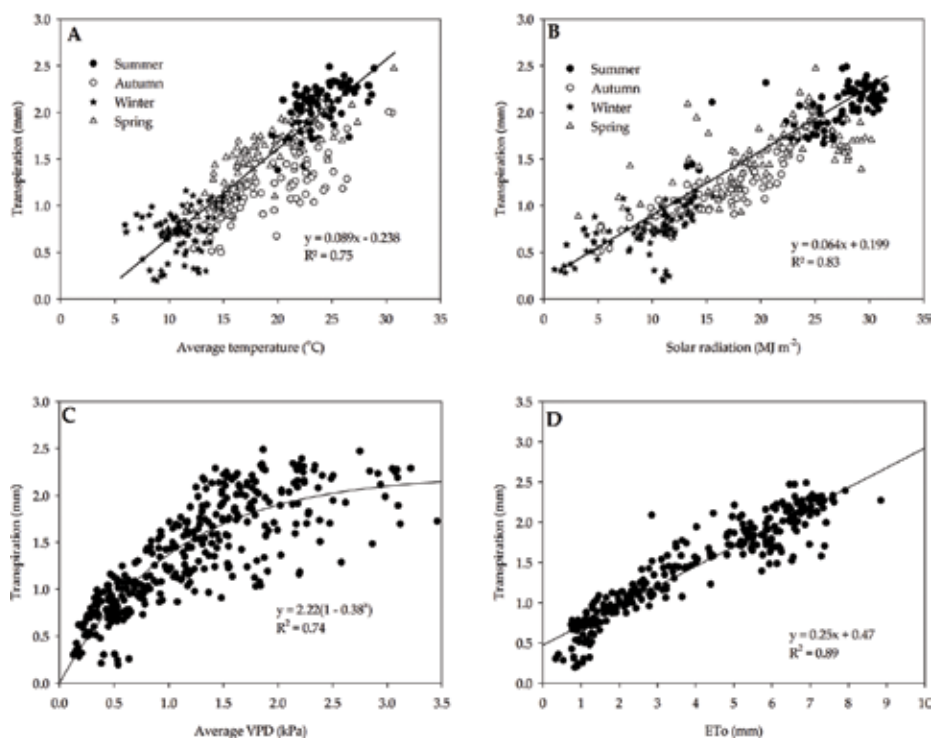 A
Summer
Autumn
Winter
Spring
y = 0.089x - 0.238
R² = 0.75
Transpiration (mm)
3.0
2.5
2.0
1.5
1.0
0.5
0.0
0 5 10 15 20 25 30 35
Average temperature (°C)
B
Summer
Autumn
Winter
Spring
y = 0.064x + 0.199
R² = 0.83
Transpiration (mm)
3.0
2.5
2.0
1.5
1.0
0.5
0.0
0 5 10 15 20 25 30 35
Solar radiation (MJ m⁻²)
C
y = 2.22(1 - 0.38ˣ)
R² = 0.74
Transpiration (mm)
3.0
2.5
2.0
1.5
1.0
0.5
0.0
0.0 0.5 1.0 1.5 2.0 2.5 3.0 3.5
Average VPD (kPa)
D
y = 0.25x + 0.47
R² = 0.89
Transpiration (mm)
3.5
3.0
2.5
2.0
1.5
1.0
0.5
0.0
0 1 2 3 4 5 6 7 8 9 10
ETo (mm)